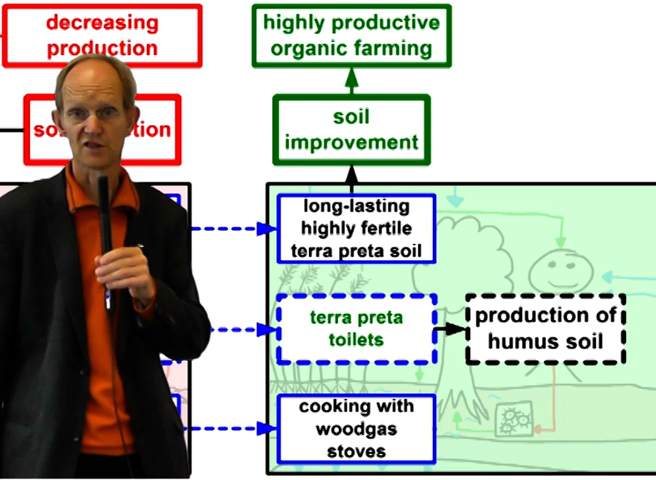 decreasing
production
highly productive
organic farming
soil
improvement
long-lasting
highly fertile
terra preta soil
terra preta
toilets
production of
humus soil
cooking with
woodgas
stoves